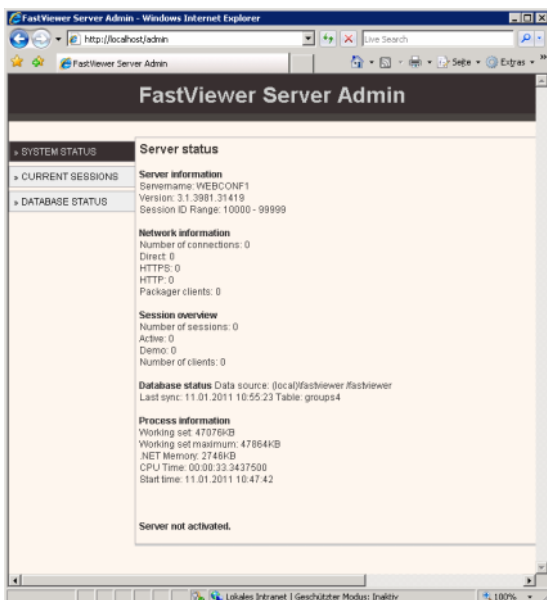 FastViewer Server Admin - Windows Internet Explorer
http://localhost/admin
Live Search
FastViewer Server Admin
Seite
Extras
FastViewer Server Admin
» SYSTEM STATUS
» CURRENT SESSIONS
» DATABASE STATUS
Server status
Server information
Servername: WEBCONF1
Version: 3.1.3981.31419
Session ID Range: 10000 - 99999
Network information
Number of connections: 0
Direct: 0
HTTPS: 0
HTTP: 0
Packager clients: 0
Session overview
Number of sessions: 0
Active: 0
Demo: 0
Number of clients: 0
Database status Data source: (local)\fastviewer /fastviewer
Last sync: 11.01.2011 10:55:23 Table: groups4
Process information
Working set: 47076KB
Working set maximum: 47864KB
.NET Memory: 2746KB
CPU Time: 00:00:33.3437500
Start time: 11.01.2011 10:47:42
Server not activated.
Lokales Intranet | Geschützter Modus: Inaktiv
100%